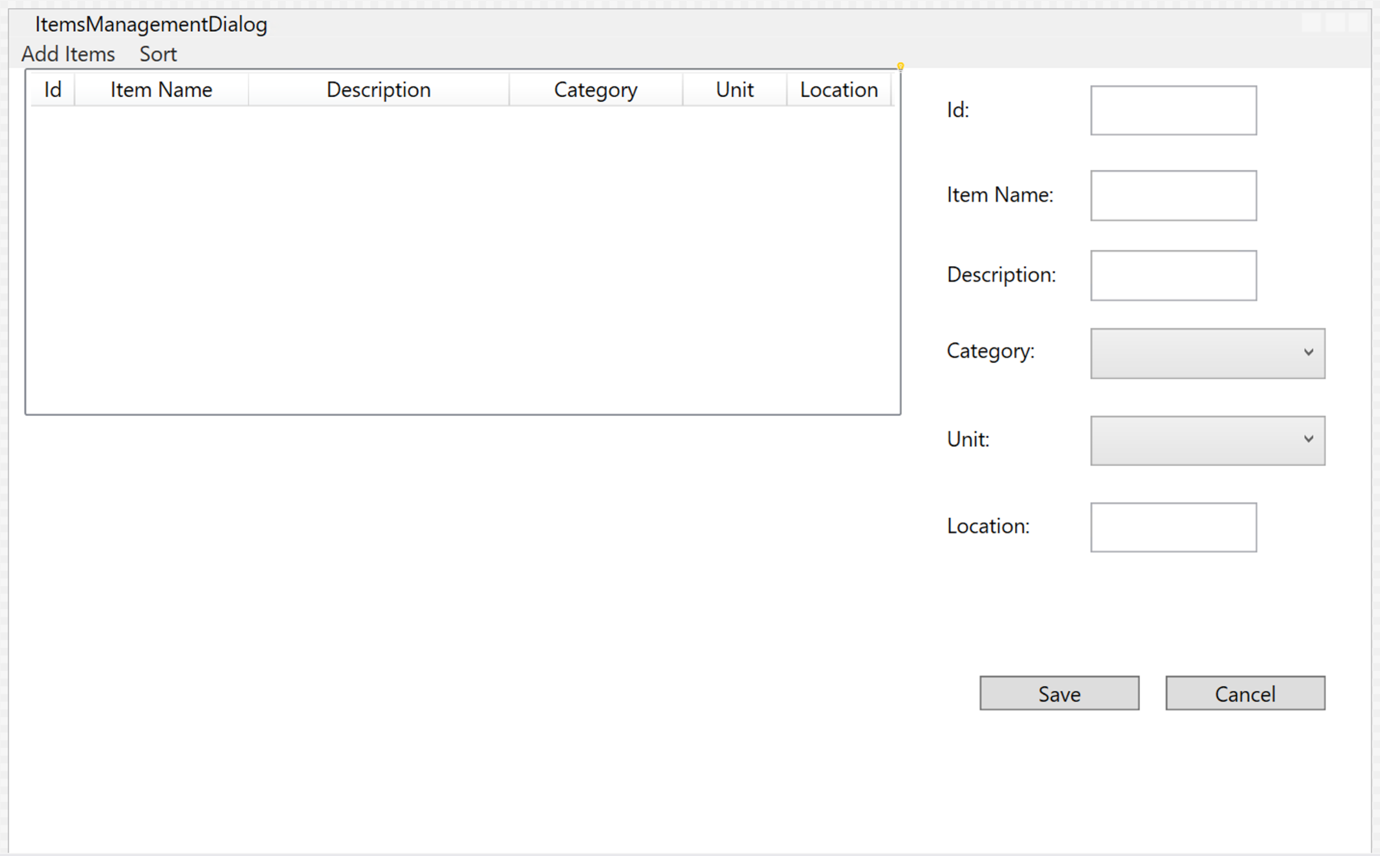 ItemsManagementDialog
Add Items Sort
Id Item Name Description Category Unit Location
Id:
Item Name:
Description:
Category:
Unit:
Location:
Save Cancel